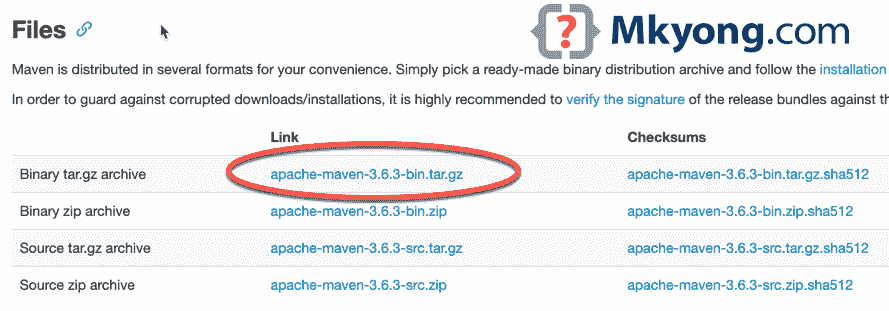 Files
{?} Mkyong.com
Maven is distributed in several formats for your convenience. Simply pick a ready-made binary distribution archive and follow the installation
In order to guard against corrupted downloads/installations, it is highly recommended to verify the signature of the release bundles against th
Link Checksums
Binary tar.gz archive apache-maven-3.6.3-bin.tar.gz apache-maven-3.6.3-bin.tar.gz.sha512
Binary zip archive apache-maven-3.6.3-bin.zip apache-maven-3.6.3-bin.zip.sha512
Source tar.gz archive apache-maven-3.6.3-src.tar.gz apache-maven-3.6.3-src.tar.gz.sha512
Source zip archive apache-maven-3.6.3-src.zip apache-maven-3.6.3-src.zip.sha512